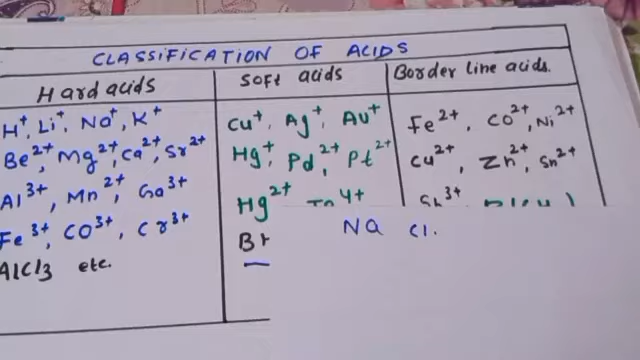 CLASSIFICATION OF ACIDS
Hard acids
H⁺, Li⁺, Na⁺, K⁺
Be²⁺, Mg²⁺, Ca²⁺, Sr²⁺
Al³⁺, Mn²⁺, Ga³⁺
Fe³⁺, CO³⁺, Cr³⁺
AlCl3 etc.
Soft acids
Cu⁺, Ag⁺, Au⁺
Hg⁺, Pd²⁺, Pt²⁺
Hg²⁺
Border line acids.
Fe²⁺, CO²⁺, Ni²⁺
Cu²⁺, Zn²⁺, Sn²⁺
Na Cl.